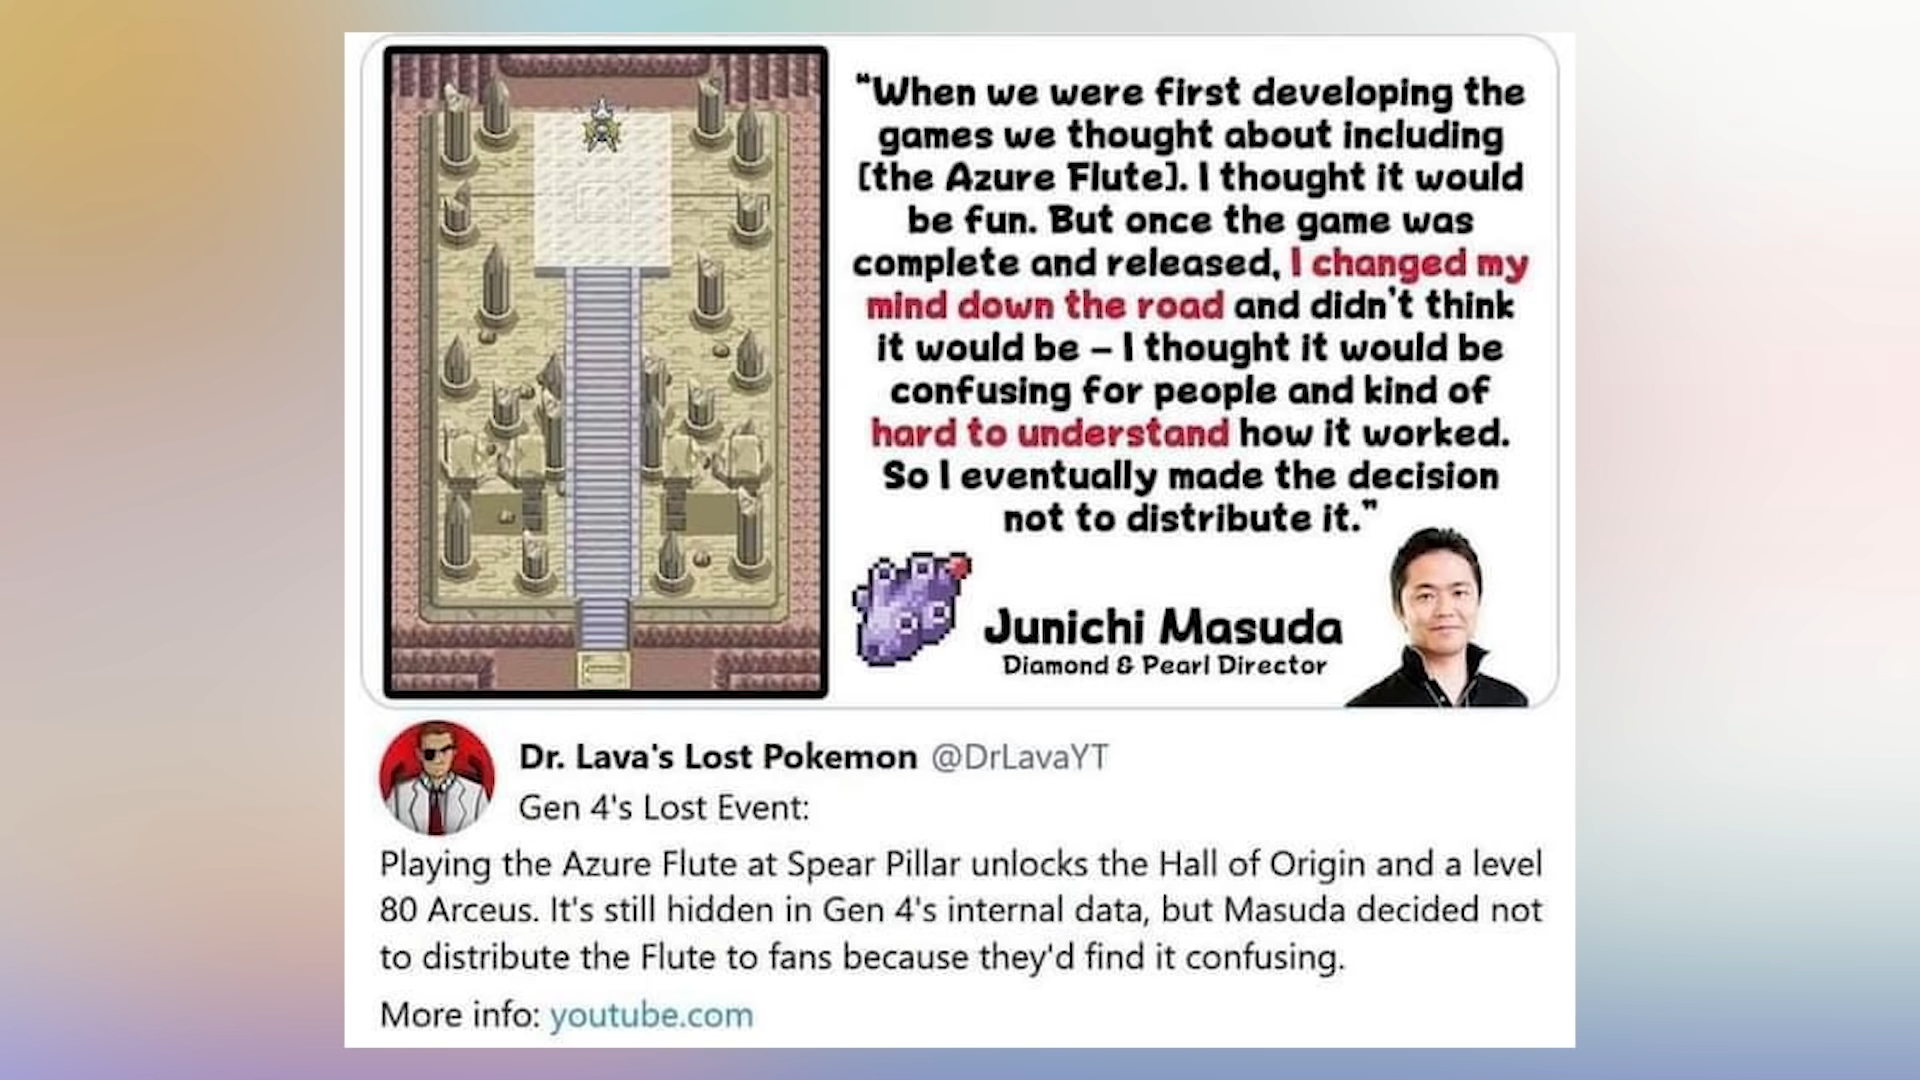 “When we were first developing the
games we thought about including
[the Azure Flute]. I thought it would
be fun. But once the game was
complete and released, I changed my
mind down the road and didn’t think
it would be – I thought it would be
confusing for people and kind of
hard to understand how it worked.
So I eventually made the decision
not to distribute it.”
Junichi Masuda
Diamond & Pearl Director
Dr. Lava's Lost Pokemon @DrLavaYT
Gen 4's Lost Event:
Playing the Azure Flute at Spear Pillar unlocks the Hall of Origin and a level
80 Arceus. It's still hidden in Gen 4's internal data, but Masuda decided not
to distribute the Flute to fans because they'd find it confusing.
More info: youtube.com